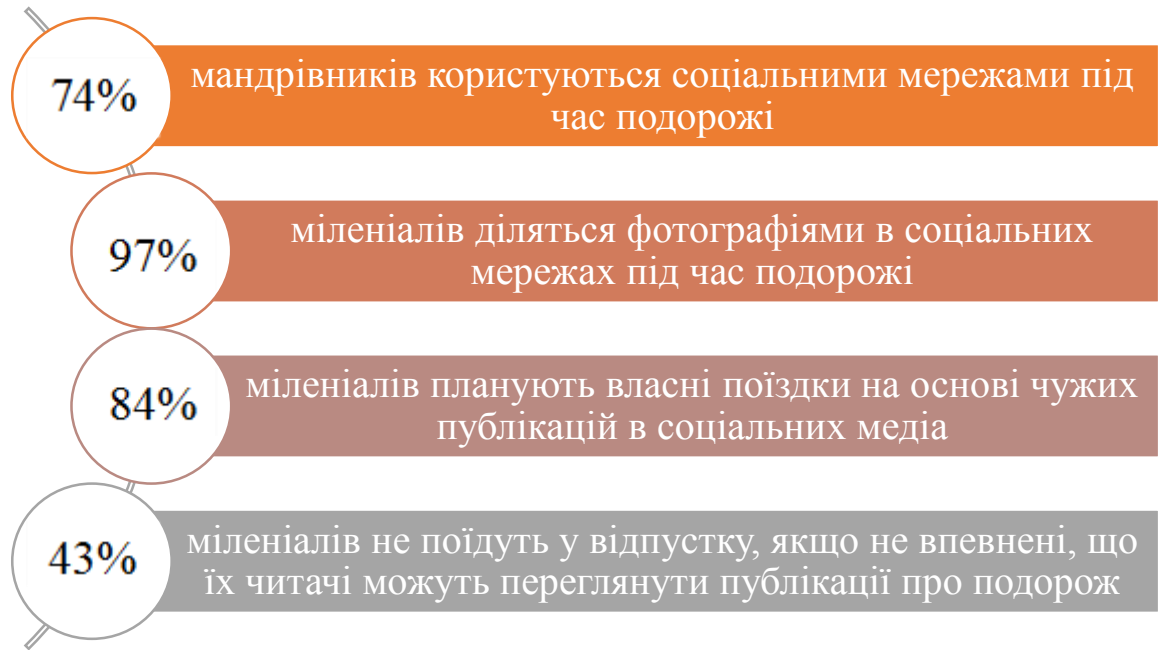 74%
мандрівників користуються соціальними мережами під
час подорожі
97%
міленіалів діляться фотографіями в соціальних
мережах під час подорожі
84%
міленіалів планують власні поїздки на основі чужих
публікацій в соціальних медіа
43%
міленіалів не поїдуть у відпустку, якщо не впевнені, що
їх читачі можуть переглянути публікації про подорож